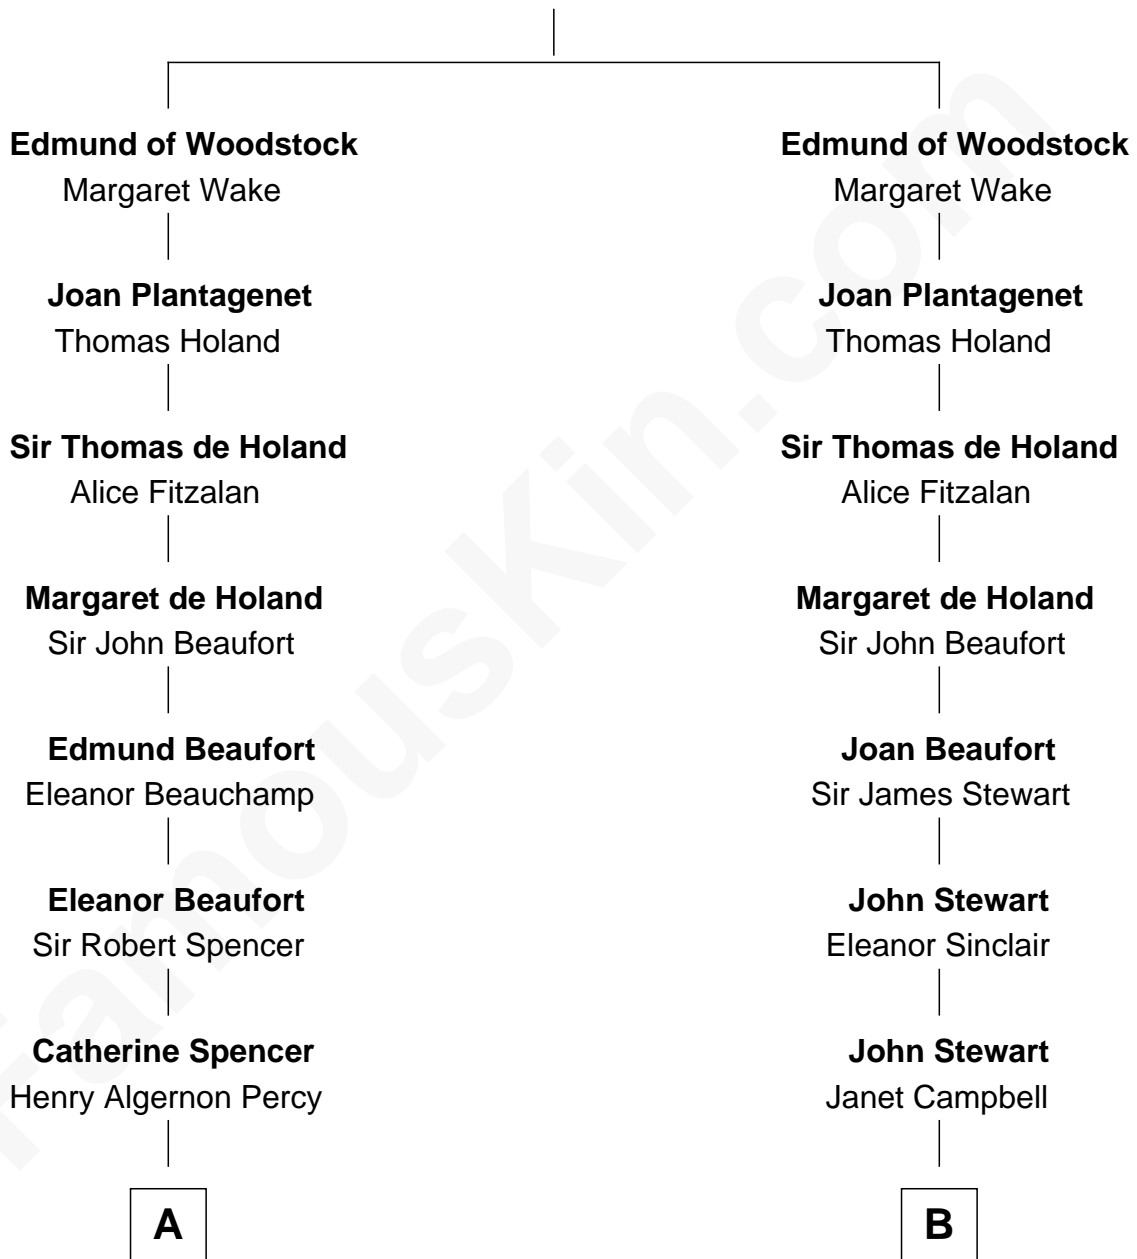 Edmund of Woodstock
Margaret Wake
Joan Plantagenet
Thomas Holand
Sir Thomas de Holand
Alice Fitzalan
Margaret de Holand
Sir John Beaufort
Edmund Beaufort
Eleanor Beauchamp
Eleanor Beaufort
Sir Robert Spencer
Catherine Spencer
Henry Algernon Percy
A
Edmund of Woodstock
Margaret Wake
Joan Plantagenet
Thomas Holand
Sir Thomas de Holand
Alice Fitzalan
Margaret de Holand
Sir John Beaufort
Joan Beaufort
Sir James Stewart
John Stewart
Eleanor Sinclair
John Stewart
Janet Campbell
B
FamousKin.com